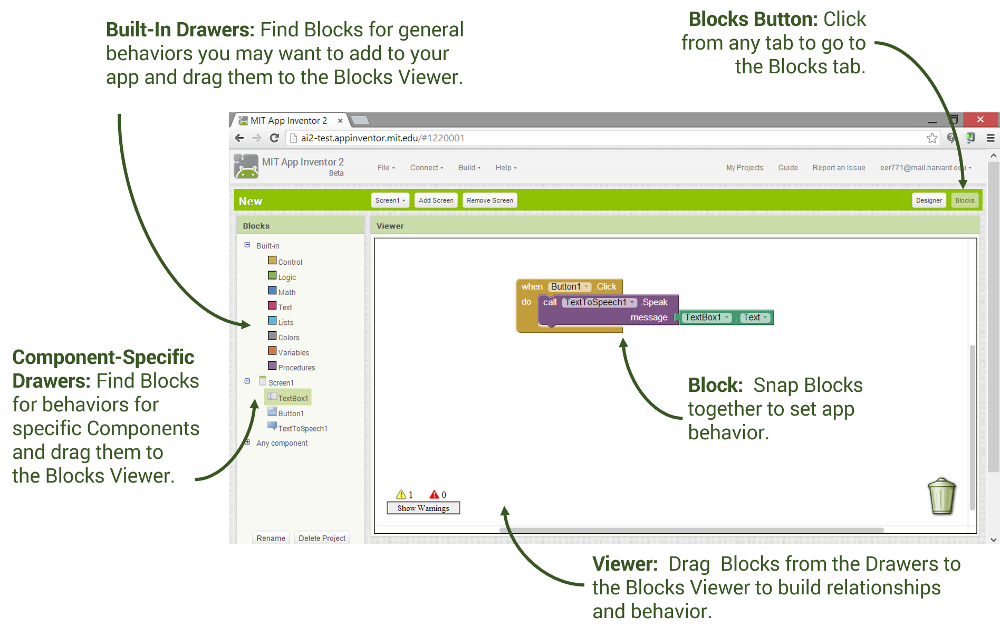 Built-In Drawers: Find Blocks for general
behaviors you may want to add to your
app and drag them to the Blocks Viewer.
Blocks Button: Click
from any tab to go to
the Blocks tab.
MIT App Inventor 2
ai2-test.appinventor.mit.edu/#1220001
MIT App Inventor 2
Beta
File
Connect
Build
Help
My Projects
Guide
Report an Issue
eer771@mail.harvard.edu
New
Screen1
Add Screen
Remove Screen
Designer
Blocks
Blocks
Viewer
Built-in
Control
Logic
Math
Text
Lists
Colors
Variables
Procedures
Screen1
TextBox1
Button1
TextToSpeech1
Any component
Rename
Delete Project
when Button1 .Click
do call TextToSpeech1 .Speak
message TextBox1 . Text
1 0
Show Warnings
Component-Specific
Drawers: Find Blocks
for behaviors for
specific Components
and drag them to
the Blocks Viewer.
Block: Snap Blocks
together to set app
behavior.
Viewer: Drag Blocks from the Drawers to
the Blocks Viewer to build relationships
and behavior.